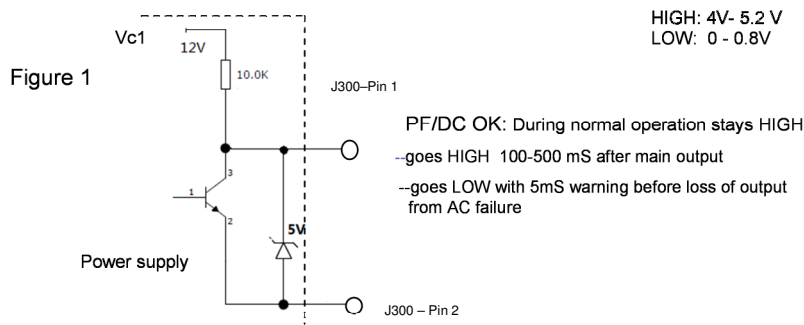 HIGH: 4V- 5.2 V
LOW: 0 - 0.8V
Vc1
12V
Figure 1
10.0K
J300–Pin 1
PF/DC OK: During normal operation stays HIGH
--goes HIGH 100-500 mS after main output
--goes LOW with 5mS warning before loss of output
from AC failure
3
1
2
5V
Power supply
J300 – Pin 2